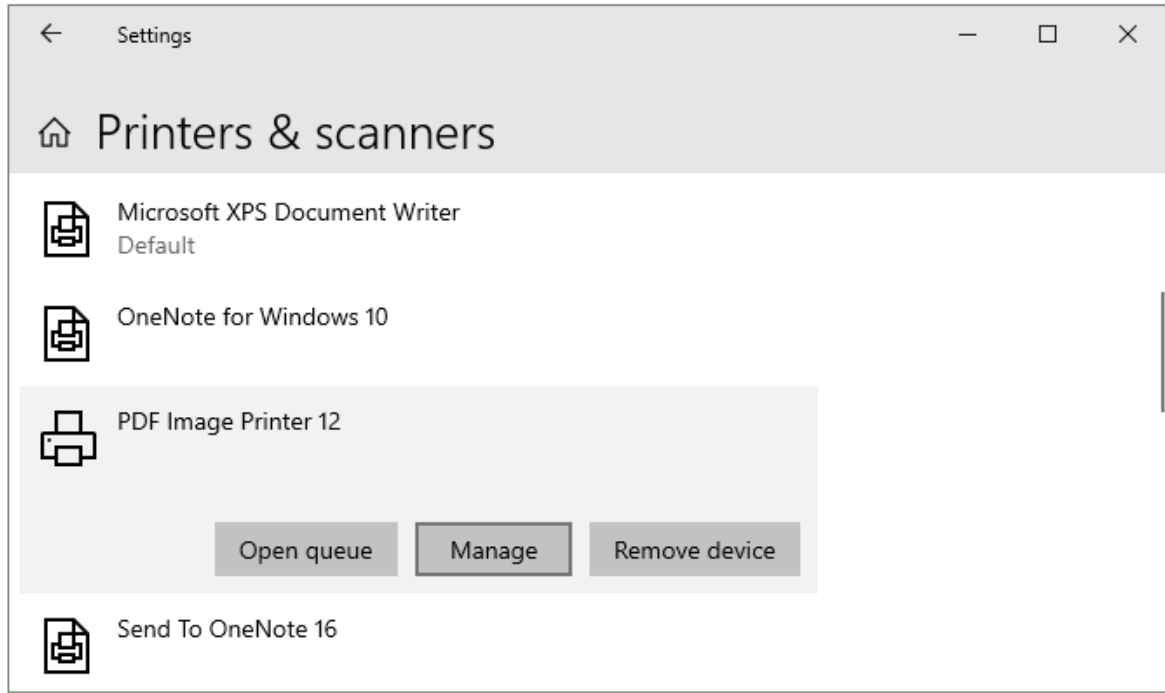 Settings
Printers & scanners
Microsoft XPS Document Writer
Default
OneNote for Windows 10
PDF Image Printer 12
Open queue Manage Remove device
Send To OneNote 16